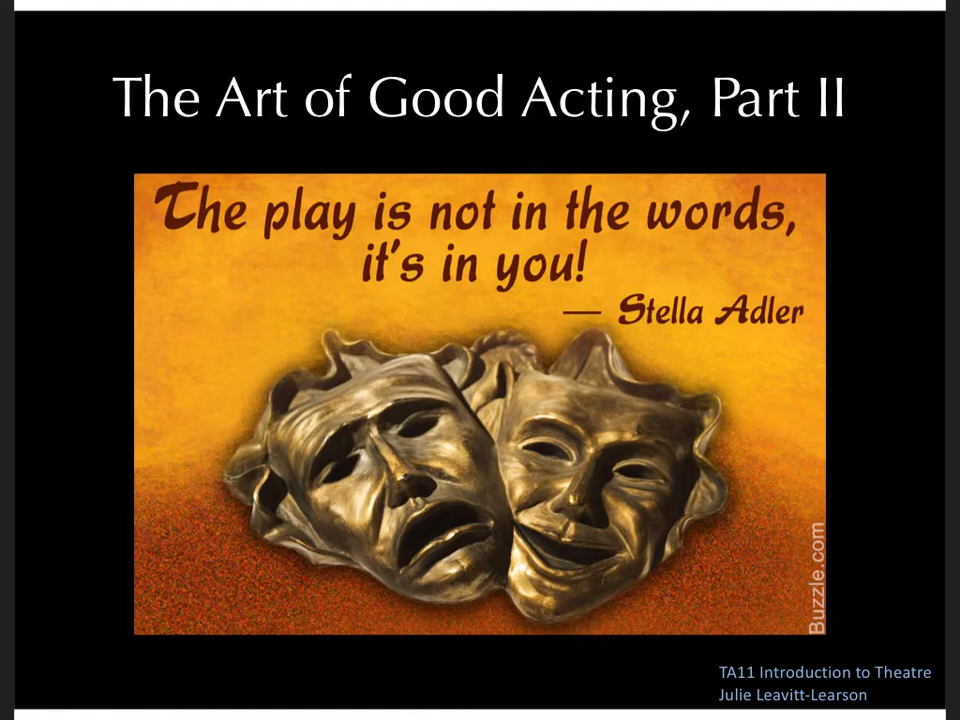 The Art of Good Acting, Part II
The play is not in the words,
it's in you!
— Stella Adler
Buzzle.com
TA11 Introduction to Theatre
Julie Leavitt-Learson